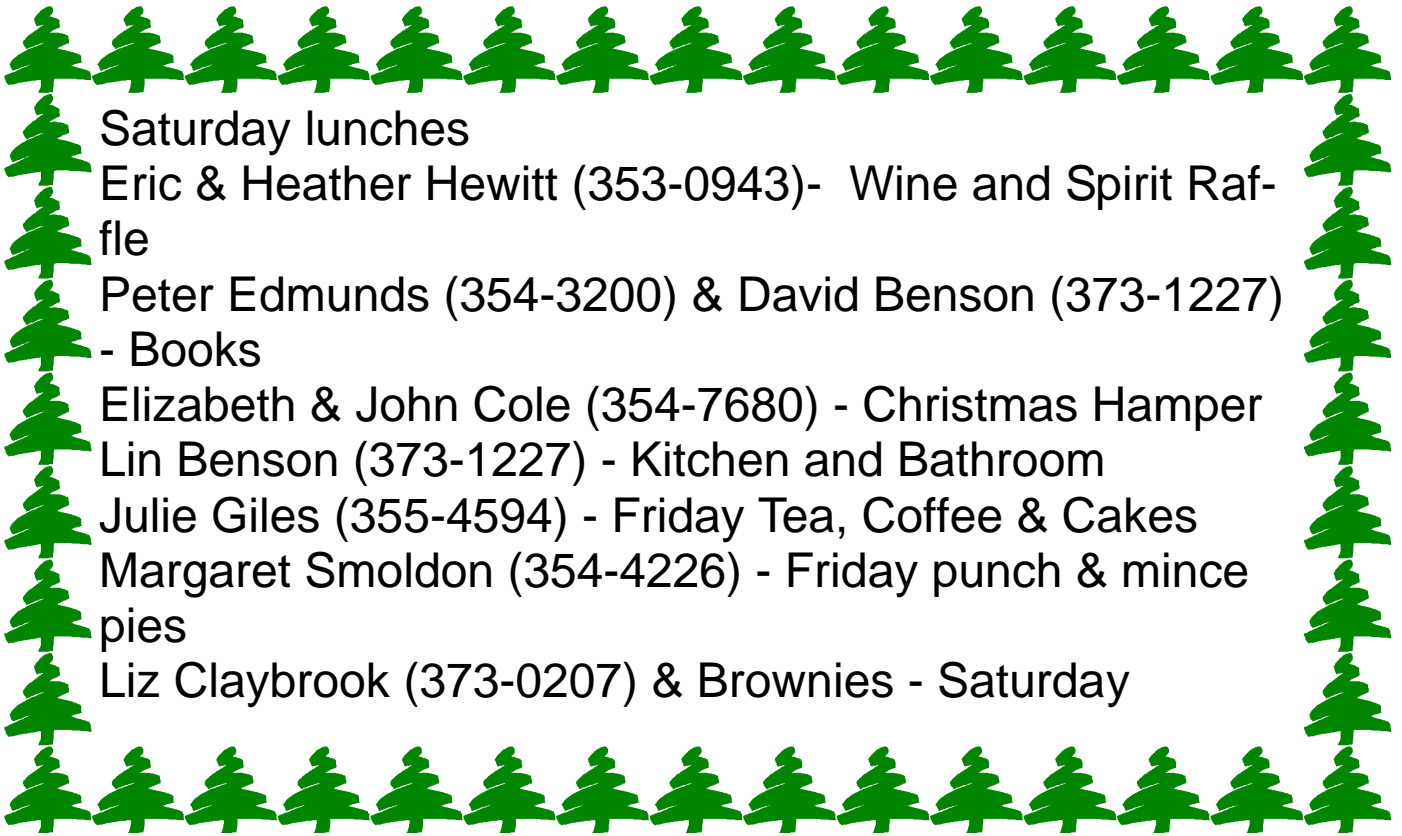 Saturday lunches
Eric & Heather Hewitt (353-0943)-  Wine and Spirit Raf-
fle
Peter Edmunds (354-3200) & David Benson (373-1227)
- Books
Elizabeth & John Cole (354-7680) - Christmas Hamper
Lin Benson (373-1227) - Kitchen and Bathroom
Julie Giles (355-4594) - Friday Tea, Coffee & Cakes
Margaret Smoldon (354-4226) - Friday punch & mince
pies
Liz Claybrook (373-0207) & Brownies - Saturday